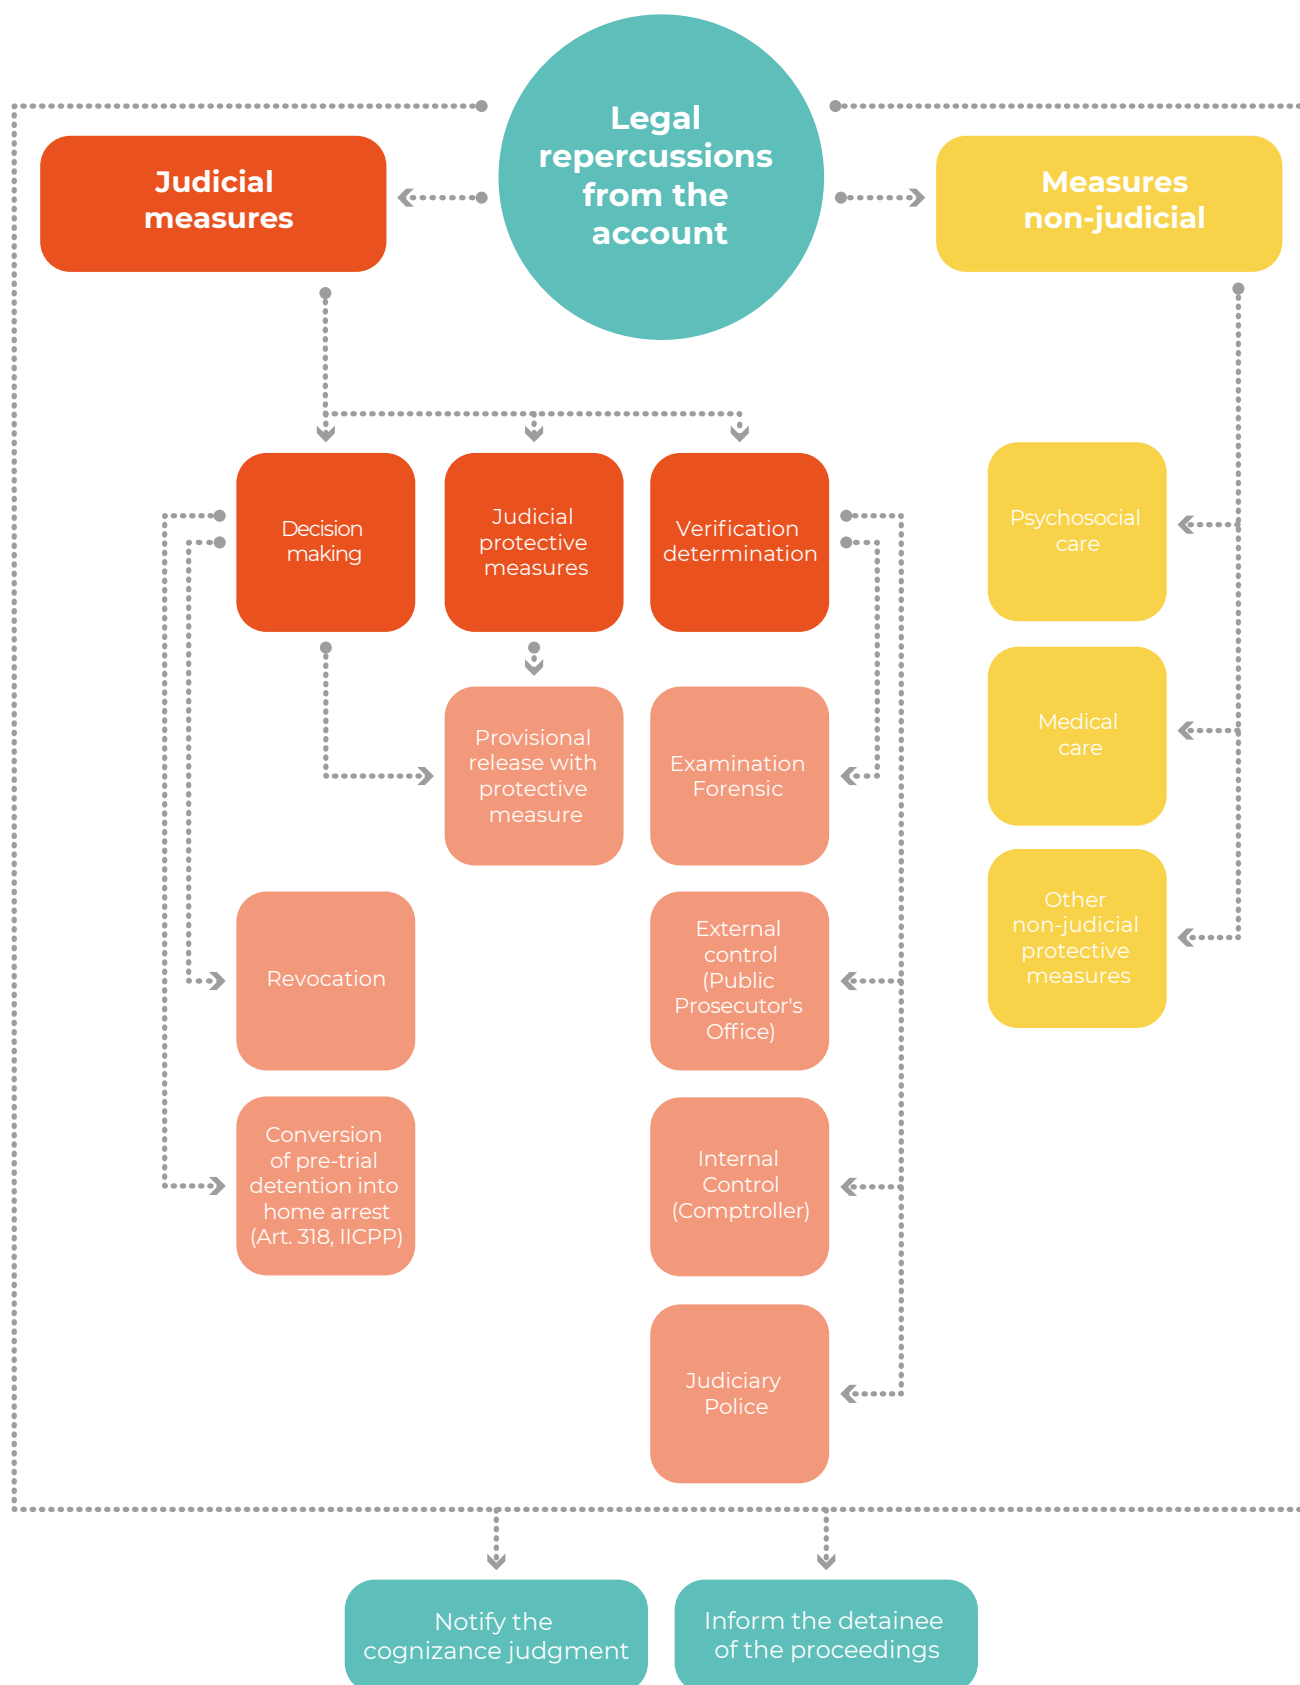 Legal
repercussions
from the
account
Judicial
measures
Measures
non-judicial
Decision
making
Judicial
protective
measures
Verification
determination
Psychosocial
care
Provisional
release with
protective
measure
Examination
Forensic
Medical
care
Revocation
External
control
(Public
Prosecutor's
Office)
Other
non-judicial
protective
measures
Conversion
of pre-trial
detention into
home arrest
(Art. 318, IICPP)
Internal
Control
(Comptroller)
Judiciary
Police
Notify the
cognizance judgment
Inform the detainee
of the proceedings